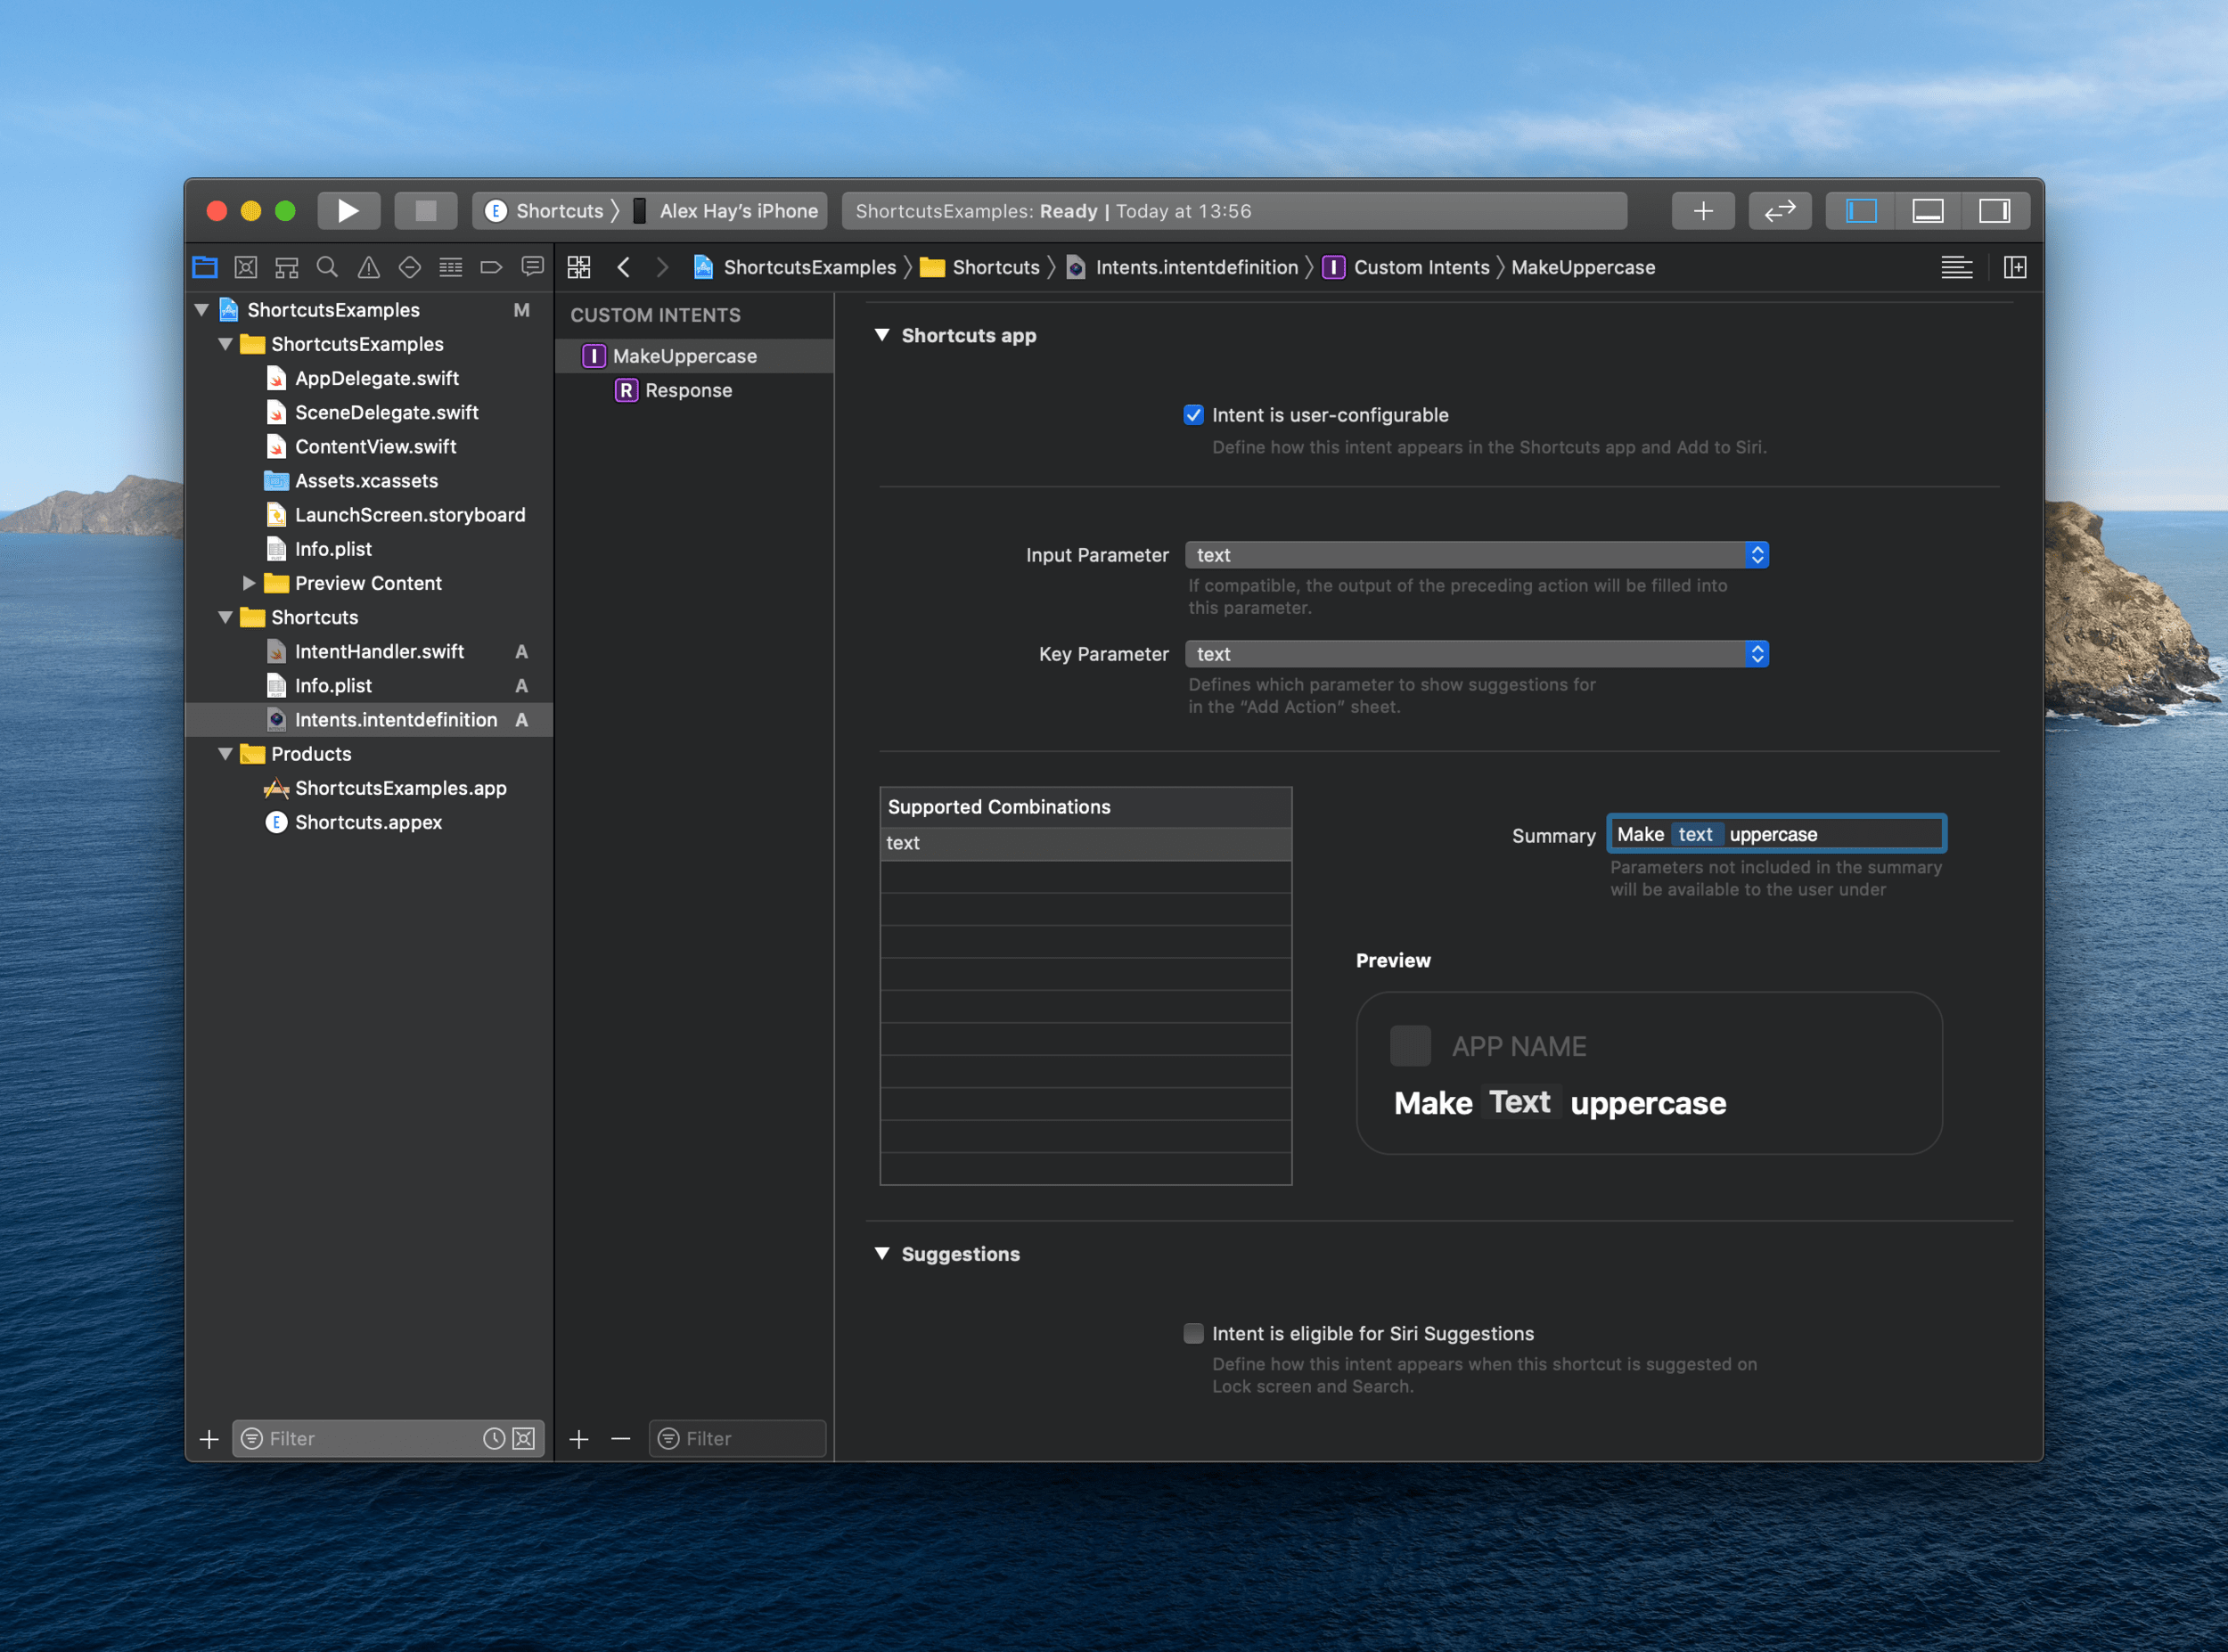 Shortcuts 〉 Alex Hay’s iPhone
ShortcutsExamples: Ready | Today at 13:56
ShortcutsExamples 〉 Shortcuts 〉 Intents.intentdefinition 〉 I Custom Intents 〉 MakeUppercase
ShortcutsExamples M
ShortcutsExamples
AppDelegate.swift
SceneDelegate.swift
ContentView.swift
Assets.xcassets
LaunchScreen.storyboard
Info.plist
Preview Content
Shortcuts
IntentHandler.swift A
Info.plist A
Intents.intentdefinition A
Products
ShortcutsExamples.app
E Shortcuts.appex
Filter
CUSTOM INTENTS
I MakeUppercase
R Response
Filter
Shortcuts app
Intent is user-configurable
Define how this intent appears in the Shortcuts app and Add to Siri.
Input Parameter text
If compatible, the output of the preceding action will be filled into
this parameter.
Key Parameter text
Defines which parameter to show suggestions for
in the “Add Action” sheet.
Supported Combinations
text
Summary Make text uppercase
Parameters not included in the summary
will be available to the user under
Preview
APP NAME
Make Text uppercase
Suggestions
Intent is eligible for Siri Suggestions
Define how this intent appears when this shortcut is suggested on
Lock screen and Search.